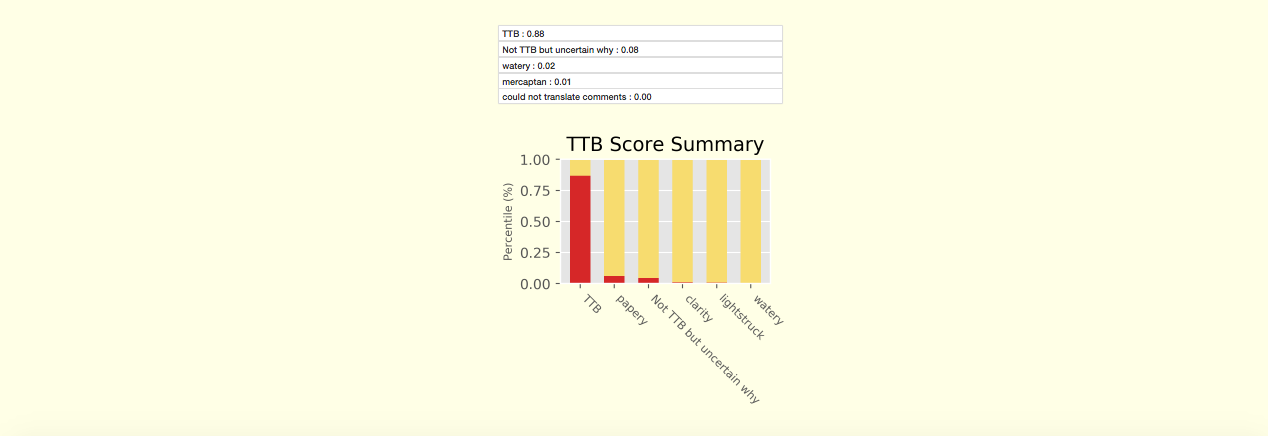 TTB : 0.88
Not TTB but uncertain why : 0.08
watery : 0.02
mercaptan : 0.01
could not translate comments : 0.00
TTB Score Summary
Percentile (%)
1.00
0.75
0.50
0.25
0.00
TTB
papery
Not TTB but uncertain why
clarity
lightstruck
watery